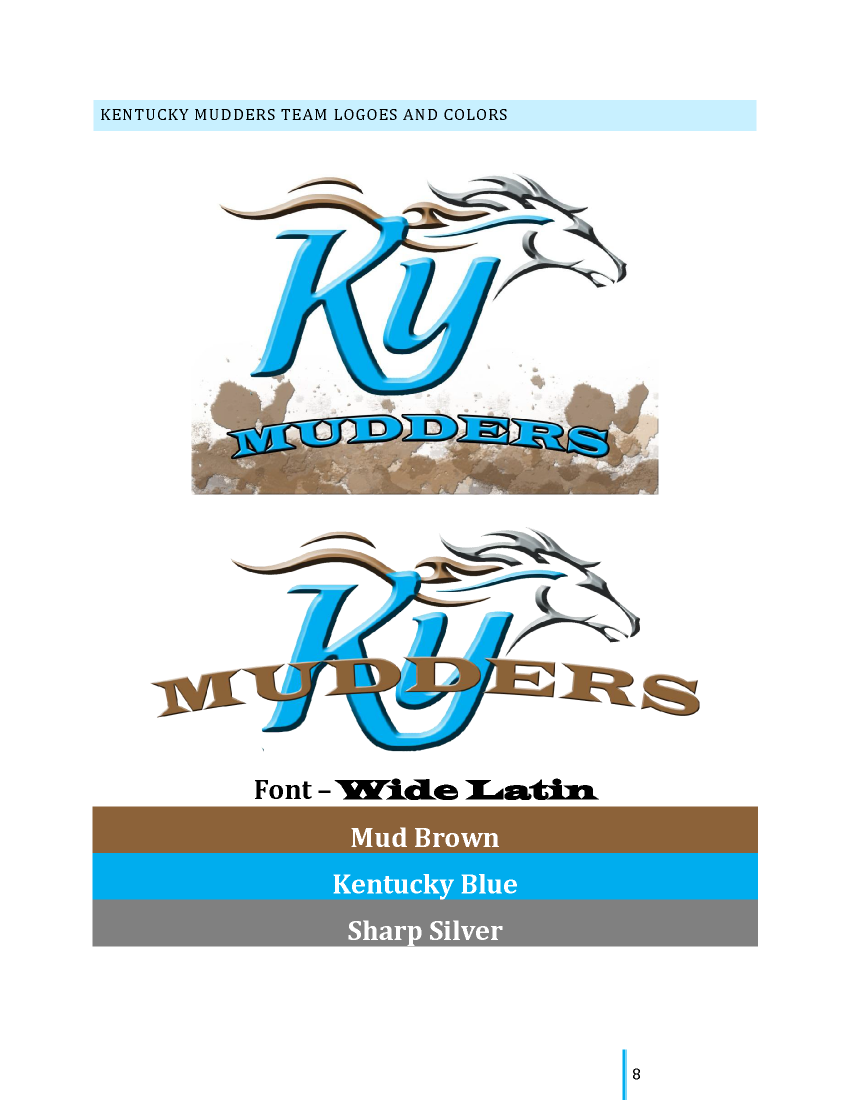 KENTUCKY MUDDERS TEAM LOGOES AND COLORS
Ky
MUDDERS
Ky
MUDDERS
Font – Wide Latin
Mud Brown
Kentucky Blue
Sharp Silver
8